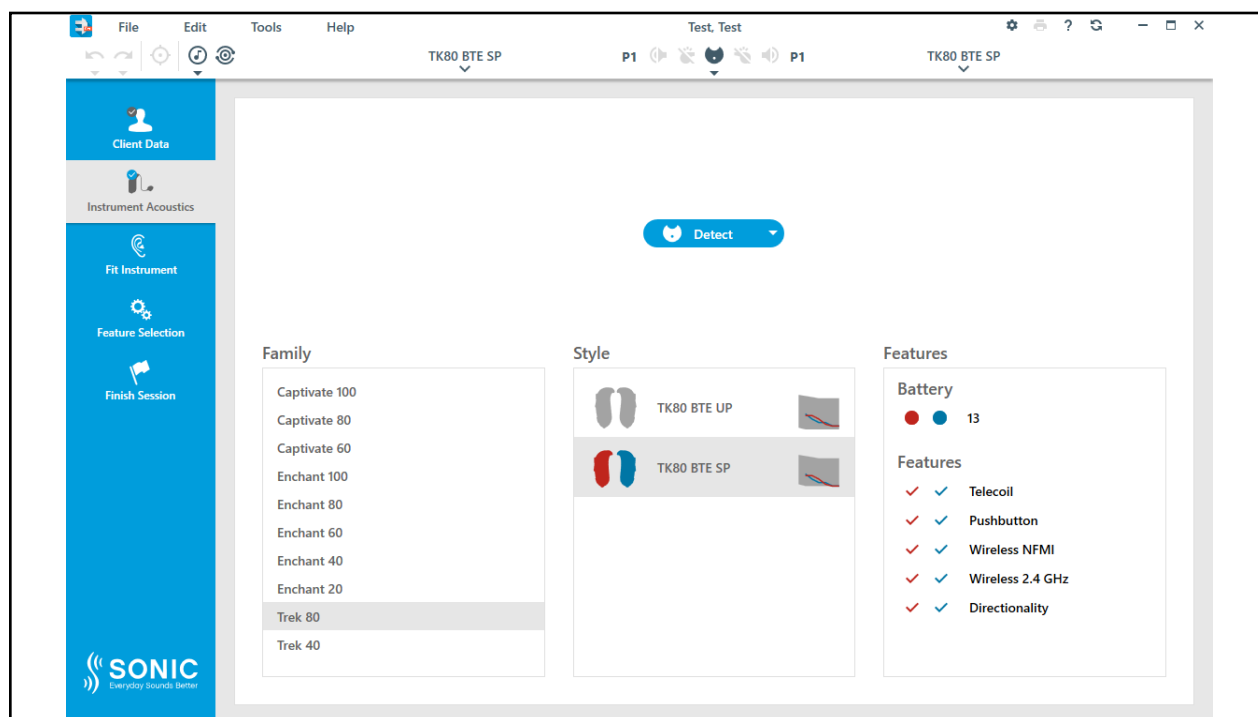 File Edit Tools Help Test, Test ?
TK80 BTE SP P1 P1 TK80 BTE SP
Client Data
Instrument Acoustics
Fit Instrument
Feature Selection
Finish Session
SONIC
Everyday Sounds Better
Detect
Family
Captivate 100
Captivate 80
Captivate 60
Enchant 100
Enchant 80
Enchant 60
Enchant 40
Enchant 20
Trek 80
Trek 40
Style
TK80 BTE UP
TK80 BTE SP
Features
Battery
13
Features
Telecoil
Pushbutton
Wireless NFMI
Wireless 2.4 GHz
Directionality